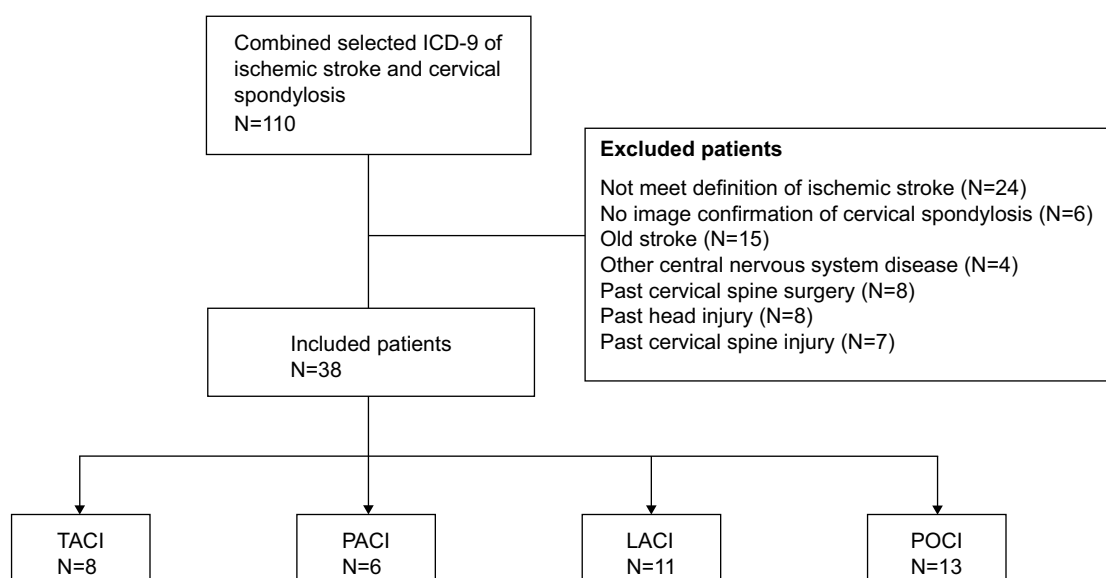 Combined selected ICD-9 of
ischemic stroke and cervical
spondylosis
N=110
Excluded patients
Not meet definition of ischemic stroke (N=24)
No image confirmation of cervical spondylosis (N=6)
Old stroke (N=15)
Other central nervous system disease (N=4)
Past cervical spine surgery (N=8)
Past head injury (N=8)
Past cervical spine injury (N=7)
Included patients
N=38
TACI
N=8
PACI
N=6
LACI
N=11
POCI
N=13